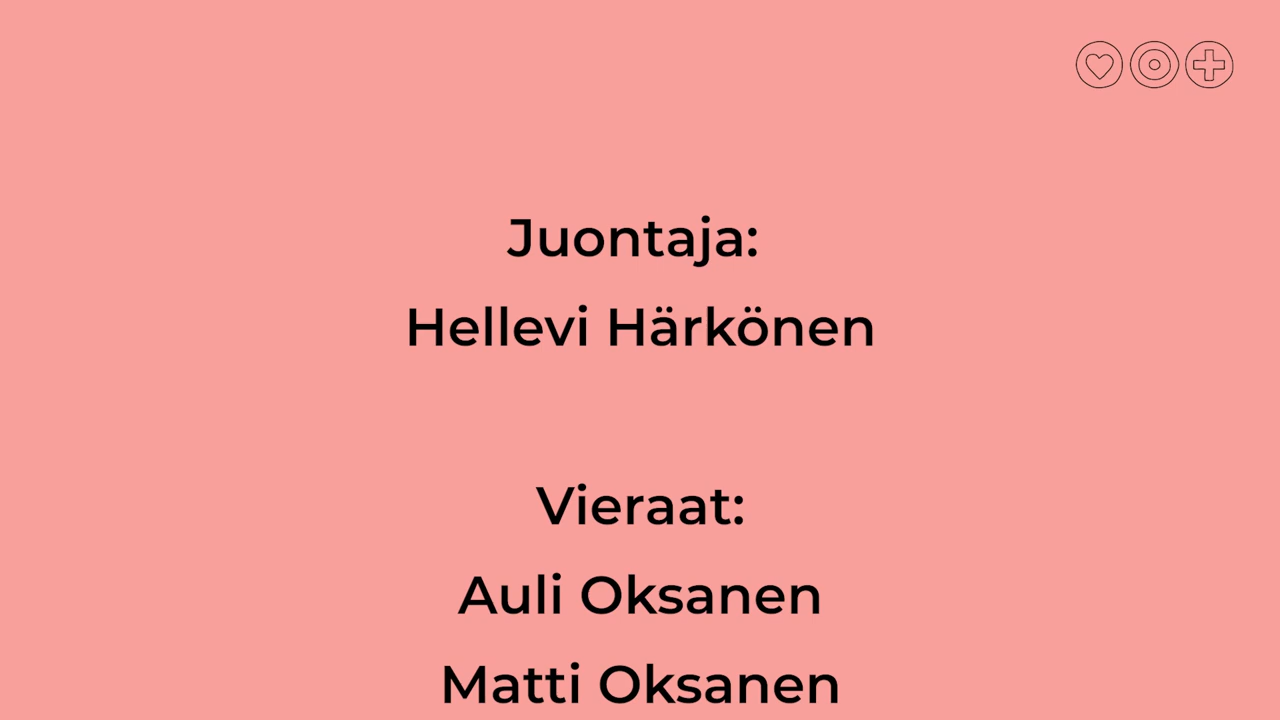 Juontaja:
Hellevi Härkönen
Vieraat:
Auli Oksanen
Matti Oksanen